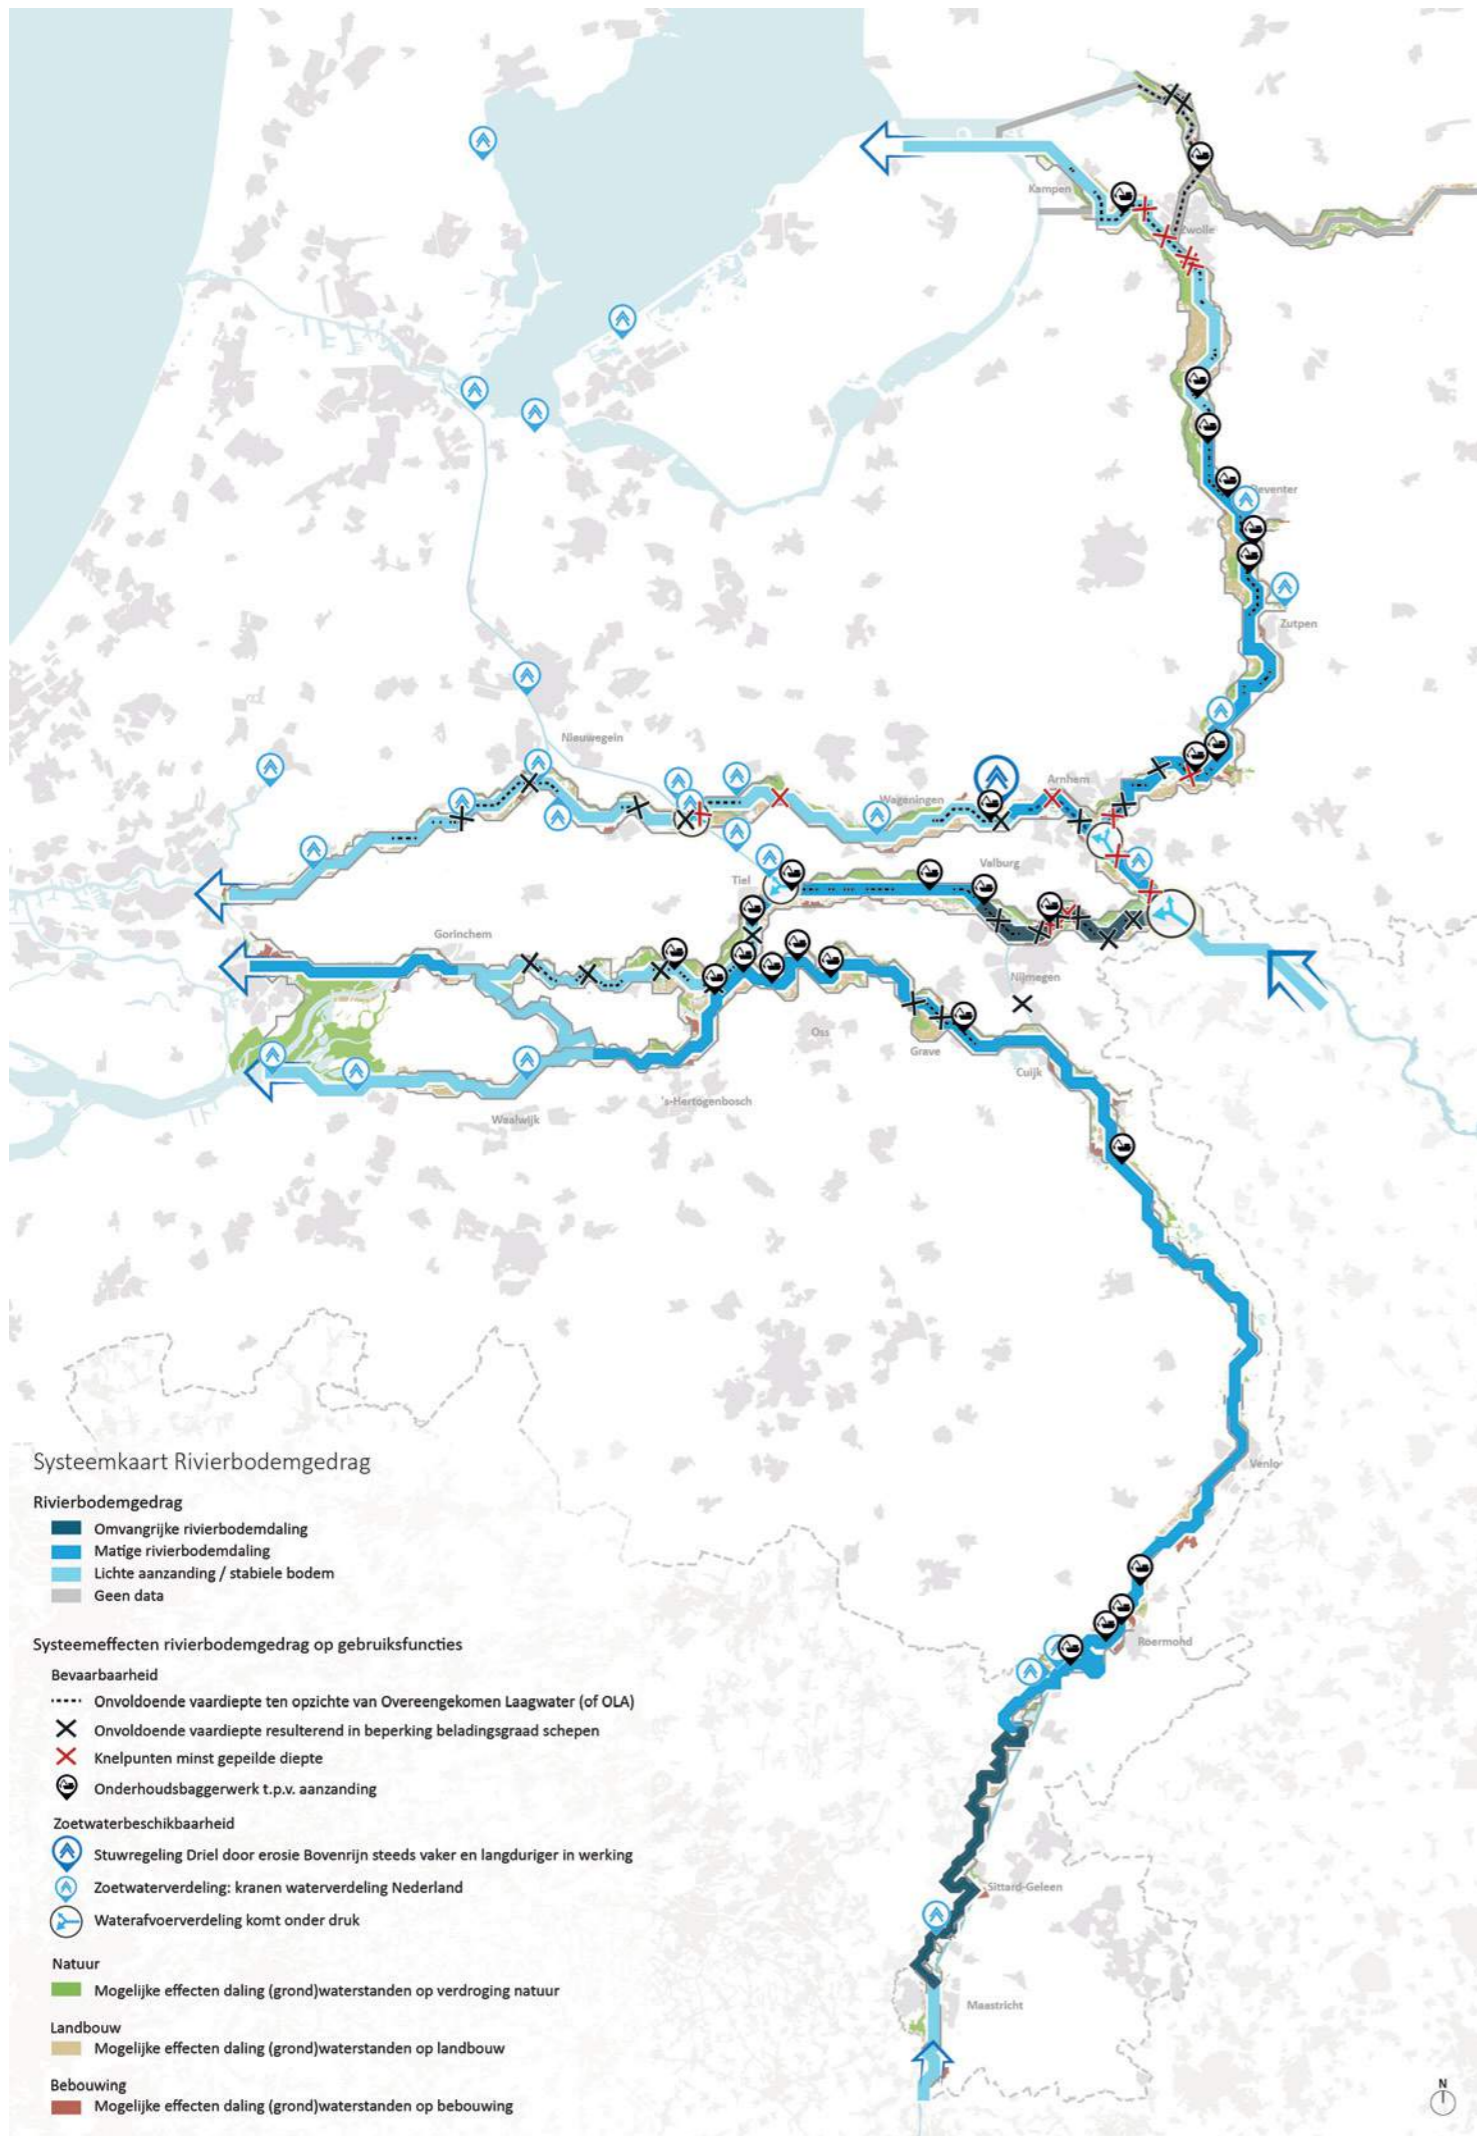 Kampen
Zwolle
Deventer
Zutpen
Nieuwegein
Arnhem
Wageningen
Valburg
Tiel
Gorinchem
Nijmegen
Oss
Grave
Cuijk
's-Hertogenbosch
Waalwijk
Venlo
Roermond
Sittard-Geleen
Maastricht
Systeemkaart Rivierbodemgedrag
Rivierbodemgedrag
Omvangrijke rivierbodemdaling
Matige rivierbodemdaling
Lichte aanzanding / stabiele bodem
Geen data
Systeemeffecten rivierbodemgedrag op gebruiksfuncties
Bevaarbaarheid
Onvoldoende vaardiepte ten opzichte van Overeengekomen Laagwater (of OLA)
Onvoldoende vaardiepte resulterend in beperking beladingsgraad schepen
Knelpunten minst gepeilde diepte
Onderhoudsbaggerwerk t.p.v. aanzanding
Zoetwaterbeschikbaarheid
Stuwregeling Driel door erosie Bovenrijn steeds vaker en langduriger in werking
Zoetwaterverdeling: kranen waterverdeling Nederland
Waterafvoerverdeling komt onder druk
Natuur
Mogelijke effecten daling (grond)waterstanden op verdroging natuur
Landbouw
Mogelijke effecten daling (grond)waterstanden op landbouw
Bebouwing
Mogelijke effecten daling (grond)waterstanden op bebouwing
N